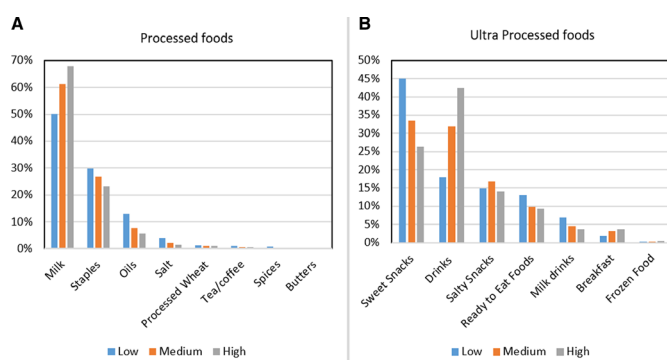 A
Processed foods
70%
60%
50%
40%
30%
20%
10%
0%
Milk
Staples
Oils
Salt
Processed Wheat
Tea/coffee
Spices
Butters
Low Medium High
B
Ultra Processed foods
50%
45%
40%
35%
30%
25%
20%
15%
10%
5%
0%
Sweet Snacks
Drinks
Salty Snacks
Ready to Eat Foods
Milk drinks
Breakfast
Frozen Food
Low Medium High